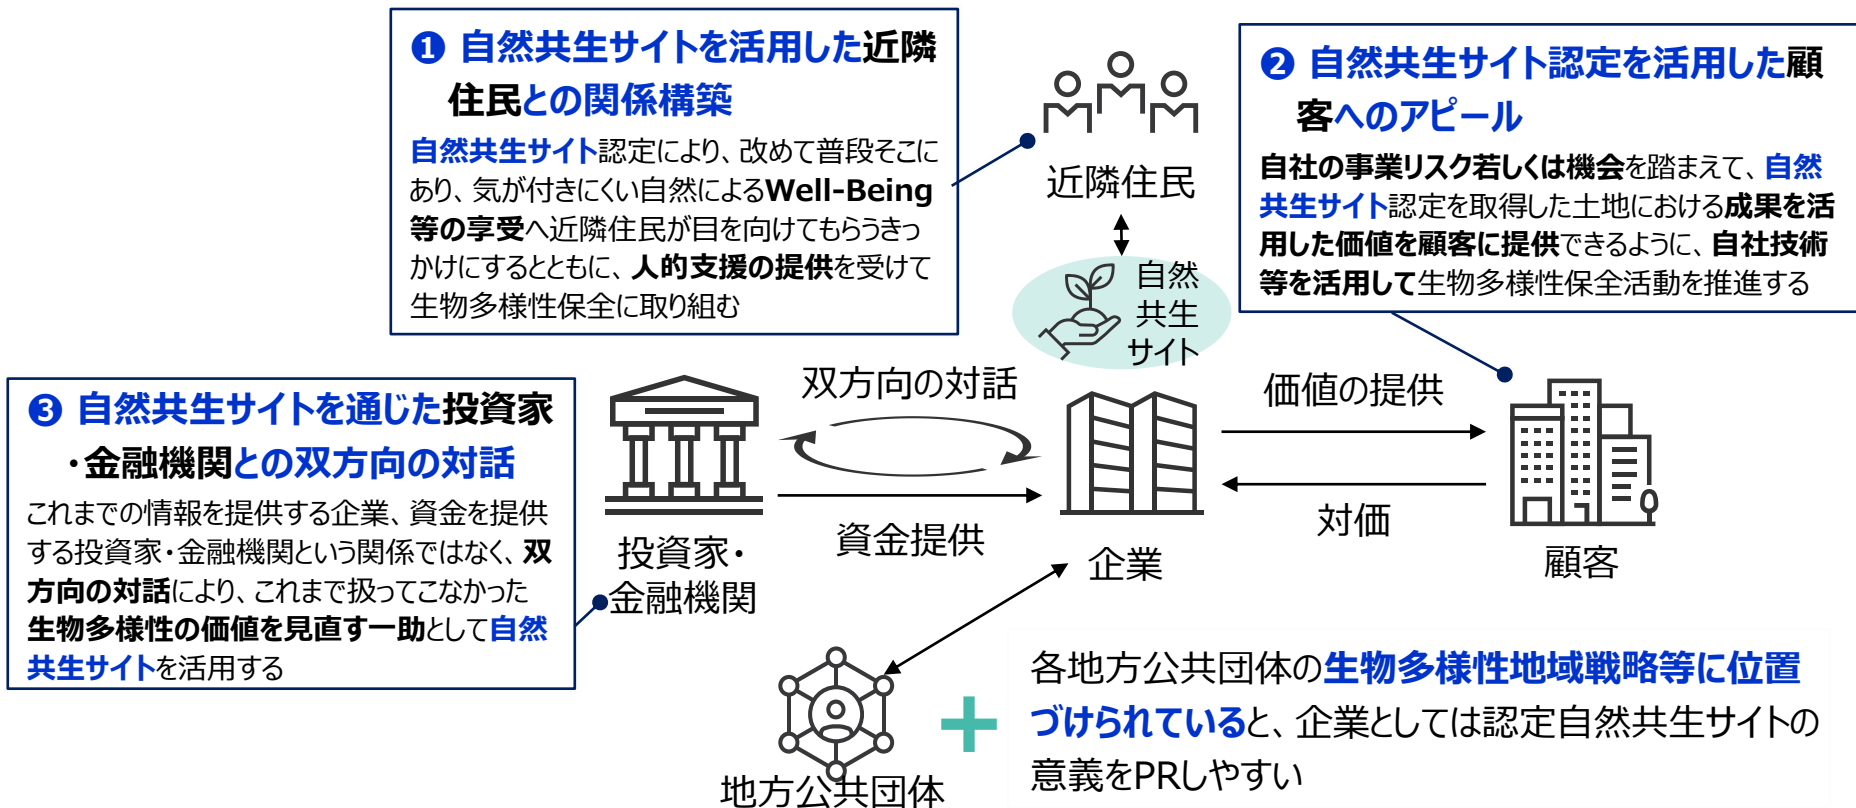 ❶ 自然共生サイトを活用した近隣
住民との関係構築
自然共生サイト認定により、改めて普段そこに
あり、気が付きにくい自然によるWell-Being
等の享受へ近隣住民が目を向けてもらうきっ
かけにするとともに、人的支援の提供を受けて
生物多様性保全に取り組む
近隣住民
自然
共生
サイト
❷ 自然共生サイト認定を活用した顧
客へのアピール
自社の事業リスク若しくは機会を踏まえて、自然
共生サイト認定を取得した土地における成果を活
用した価値を顧客に提供できるように、自社技術
等を活用して生物多様性保全活動を推進する
❸ 自然共生サイトを通じた投資家
・金融機関との双方向の対話
これまでの情報を提供する企業、資金を提供
する投資家・金融機関という関係ではなく、双
方向の対話により、これまで扱ってこなかった
生物多様性の価値を見直す一助として自然
共生サイトを活用する
投資家・
金融機関
双方向の対話
資金提供
企業
価値の提供
対価
顧客
地方公共団体
+
各地方公共団体の生物多様性地域戦略等に位置
づけられていると、企業としては認定自然共生サイトの
意義をPRしやすい